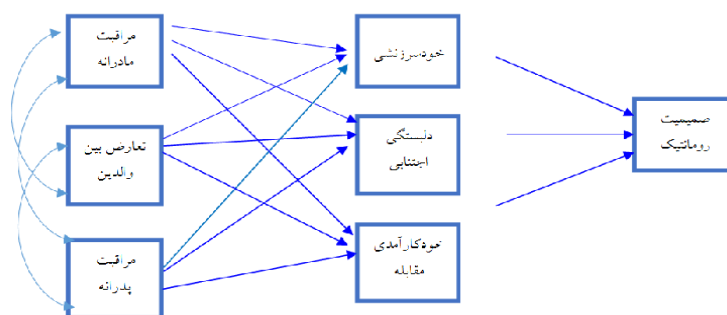 مراقبت
مادرانه
تعارض بین
والدین
مراقبت
پدرانه
خودسرزنشی
دلبستگی
اجتنابی
خودکارآمدی
مقابله
صمیمیت
رومانتیک